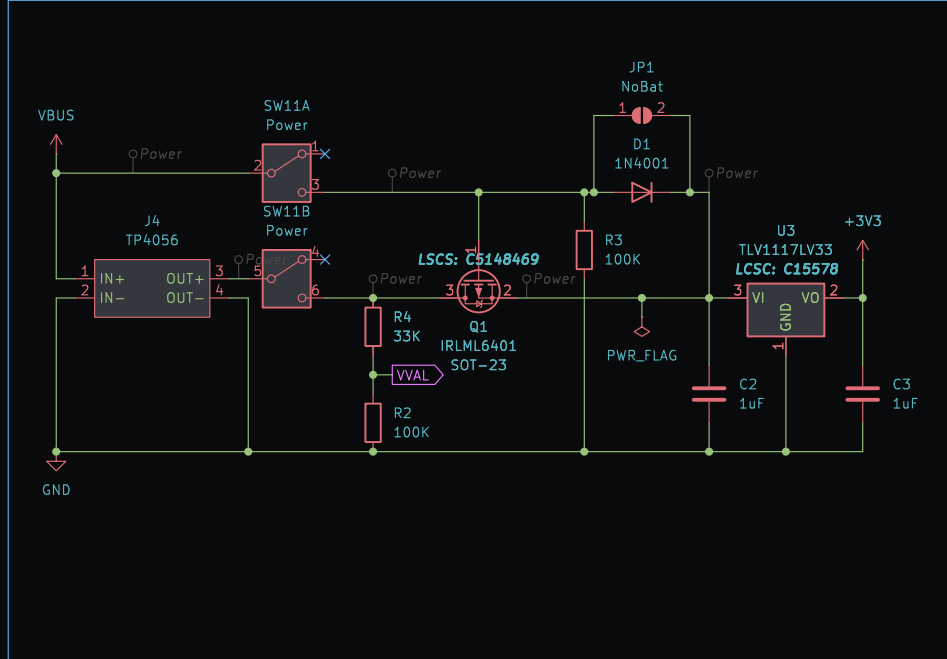 JP1
NoBat
1
2
VBUS
SW11A
Power
Power
1
2
3
Power
D1
1N4001
Power
SW11B
Power
J4
TP4056
1
IN+
OUT+
3
2
IN-
OUT-
4
Power
5
4
6
LSCS: C5148469
1
R3
100K
U3
TLV1117LV33
LCSC: C15578
+3V3
Power
3
2
Power
Q1
IRLML6401
SOT-23
R4
33K
VVAL
R2
100K
PWR_FLAG
3
VI
VO
2
GND
1
C2
1uF
C3
1uF
GND